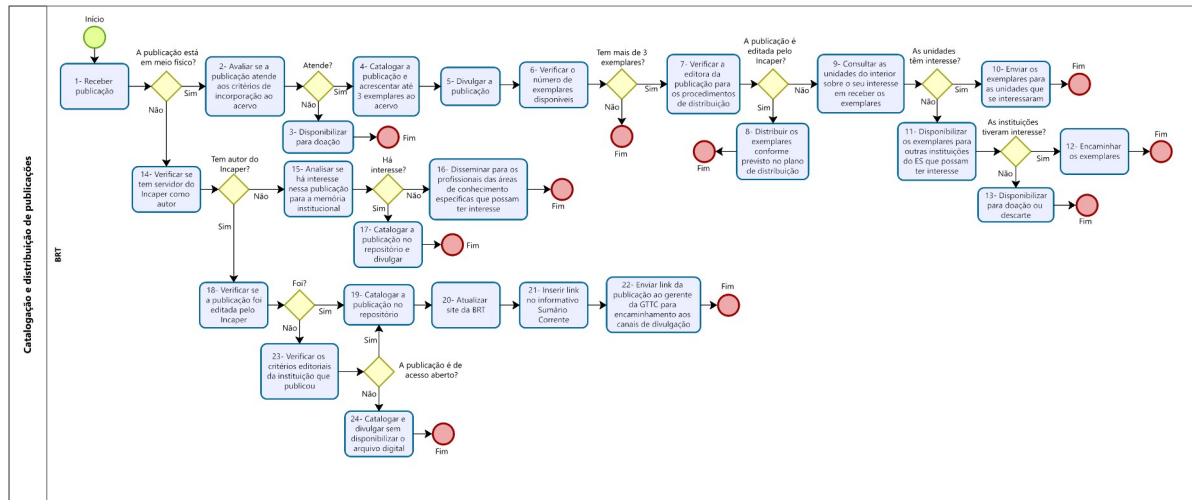 Catalogação e distribuição de publicações
BRT
Início
1- Receber
publicação
A publicação está
em meio físico?
Sim
Não
2- Avaliar se a
publicação atende
aos critérios de
incorporação ao
acervo
Atende?
Sim
Não
3- Disponibilizar
para doação
Fim
4- Catalogar a
publicação e
acrescentar até
3 exemplares ao
acervo
5- Divulgar a
publicação
6- Verificar o
número de
exemplares
disponíveis
Tem mais de 3
exemplares?
Sim
Não
Fim
7- Verificar a
editora da
publicação para
os procedimentos
de distribuição
A publicação é
editada pelo
Incaper?
Não
Sim
8- Distribuir os
exemplares
conforme
previsto no plano
de distribuição
Fim
9- Consultar as
unidades do interior
sobre o seu interesse
em receber os
exemplares
As unidades
têm interesse?
Sim
Não
10- Enviar os
exemplares para
as unidades que
se interessaram
Fim
11- Disponibilizar
os exemplares para
outras instituições
do ES que possam
ter interesse
As instituições
tiveram interesse?
Sim
Não
12- Encaminhar
os exemplares
Fim
13- Disponibilizar
para doação ou
descarte
Fim
14- Verificar se
tem servidor do
Incaper como
autor
Tem autor do
Incaper?
Não
Sim
15- Analisar se
há interesse
nessa publicação
para a memória
institucional
Há
interesse?
Não
Sim
16- Disseminar para
os profissionais das
áreas de
conhecimento
específicas que
possam ter interesse
Fim
17- Catalogar a
publicação no
repositório e
divulgar
Fim
18- Verificar se
a publicação foi
editada pelo
Incaper
Foi?
Sim
Não
19- Catalogar a
publicação no
repositório
20- Atualizar
site da BRT
21- Inserir link
no informativo
Sumário
Corrente
22- Enviar link da
publicação ao gerente
da GTTC para
encaminhamento aos
canais de divulgação
Fim
23- Verificar os
critérios editoriais
da instituição que
publicou
Sim
A publicação é de
acesso aberto?
Não
24- Catalogar e
divulgar sem
disponibilizar o
arquivo digital
Fim